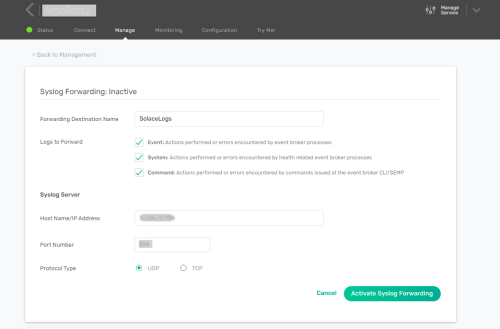 Manage
Service
Status
Connect
Manage
Monitoring
Configuration
Try Me!
< Back to Management
Syslog Forwarding: Inactive
Forwarding Destination Name
SolaceLogs
Logs to Forward
Event: Actions performed or errors encountered by event broker processes
System: Actions performed or errors encountered by health related event broker processes
Command: Actions performed or errors encountered by commands issued at the event broker CLI/SEMP
Syslog Server
Host Name/IP Address
Port Number
Protocol Type
UDP
TCP
Cancel
Activate Syslog Forwarding